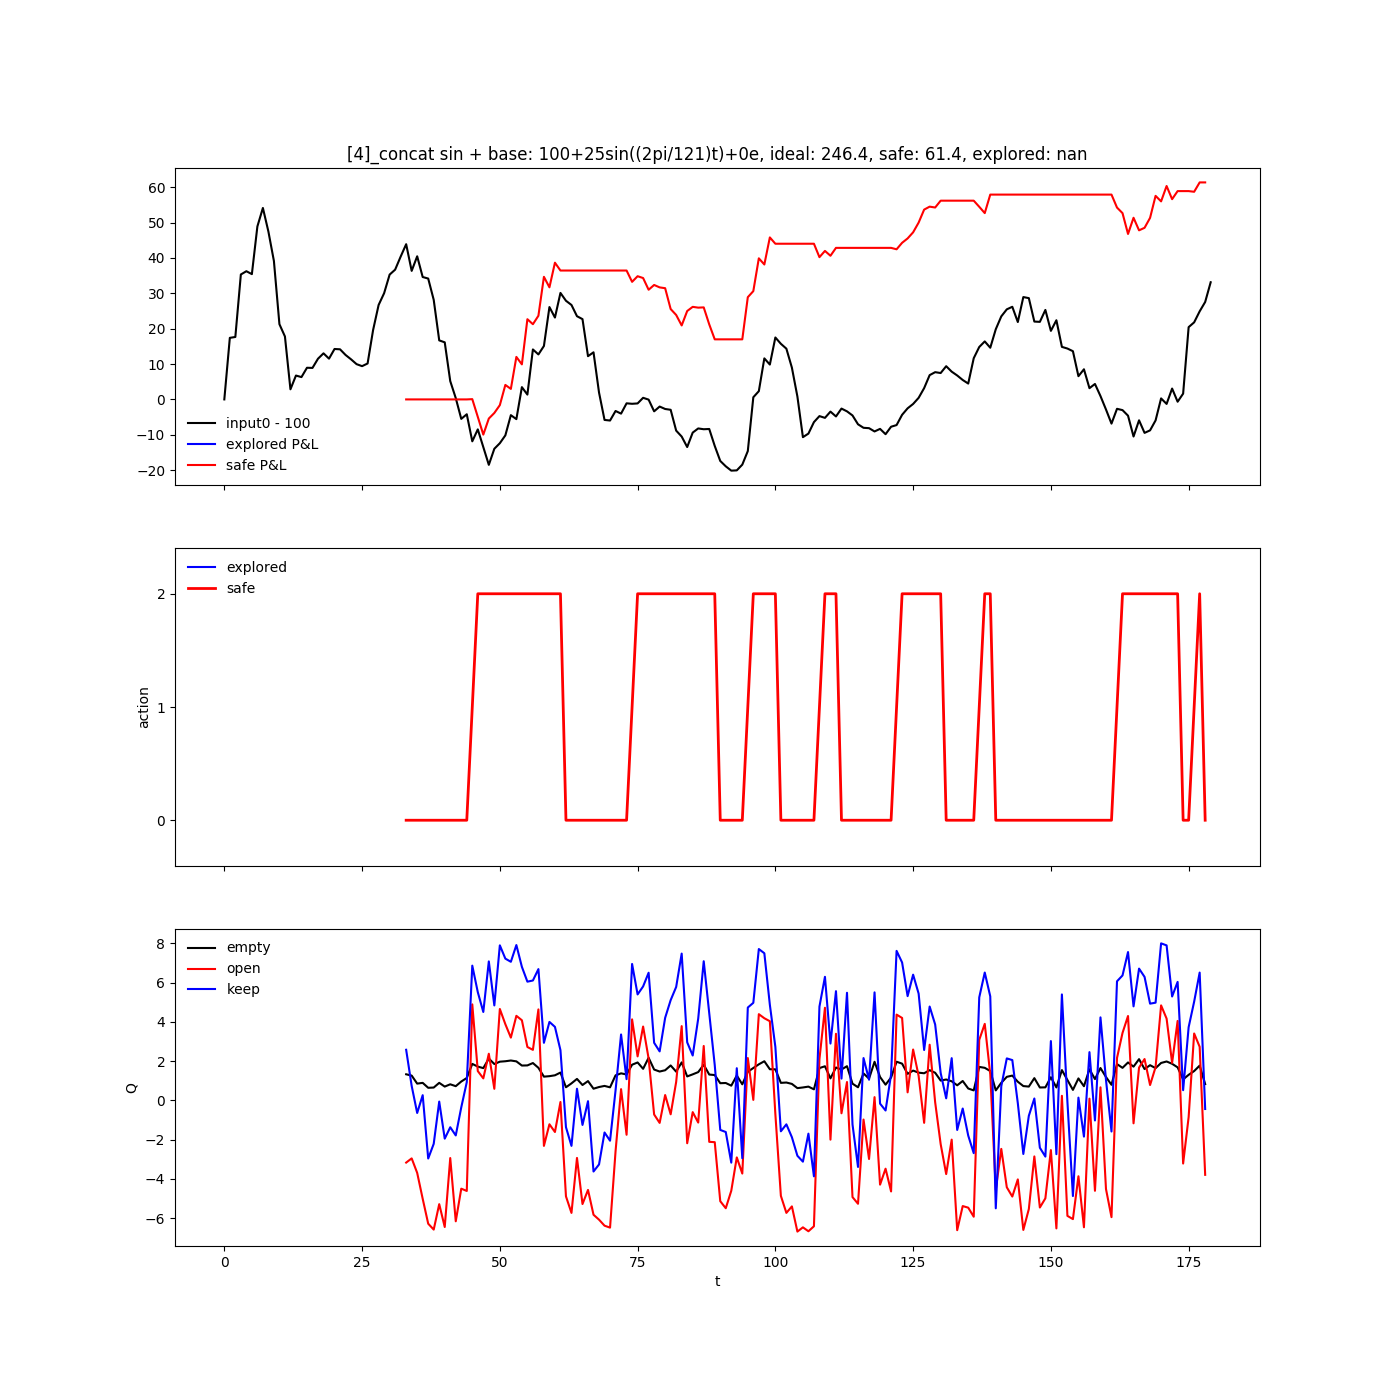 [4]_concat sin + base: 100+25sin((2pi/121)t)+0e, ideal: 246.4, safe: 61.4, explored: nan
60
50
40
30
20
10
0
−10
−20
input0 - 100
explored P&L
safe P&L
explored
safe
2
1
0
action
empty
open
keep
8
6
4
2
0
−2
−4
−6
Q
0 25 50 75 100 125 150 175
t